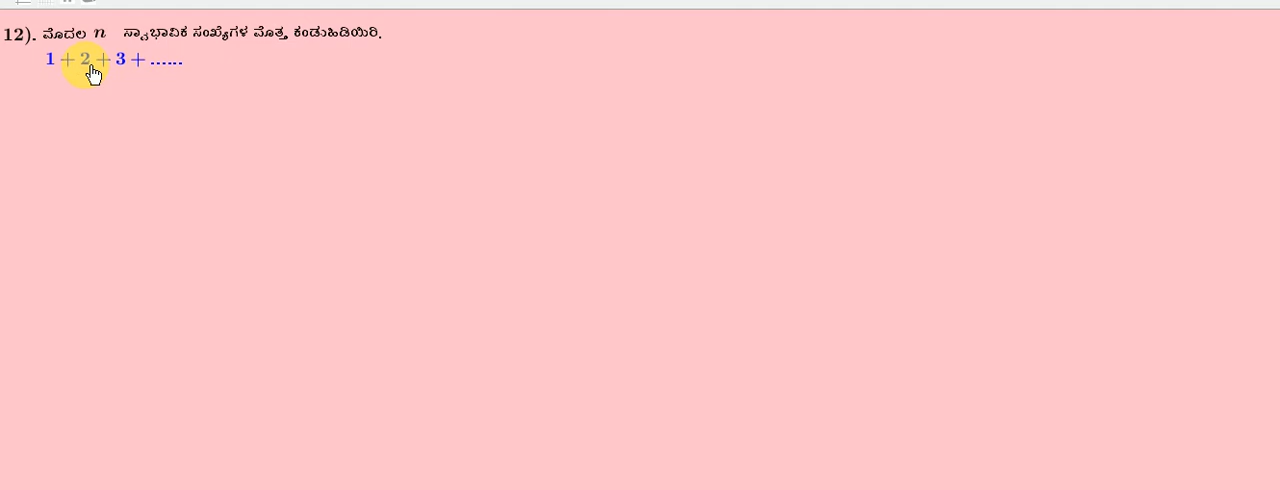 12). ಮೊದಲ n ಸ್ವಾಭಾವಿಕ ಸಂಖ್ಯೆಗಳ ಮೊತ್ತ ಕಂಡುಹಿಡಿಯಿರಿ.
1 + 2 + 3 + ......